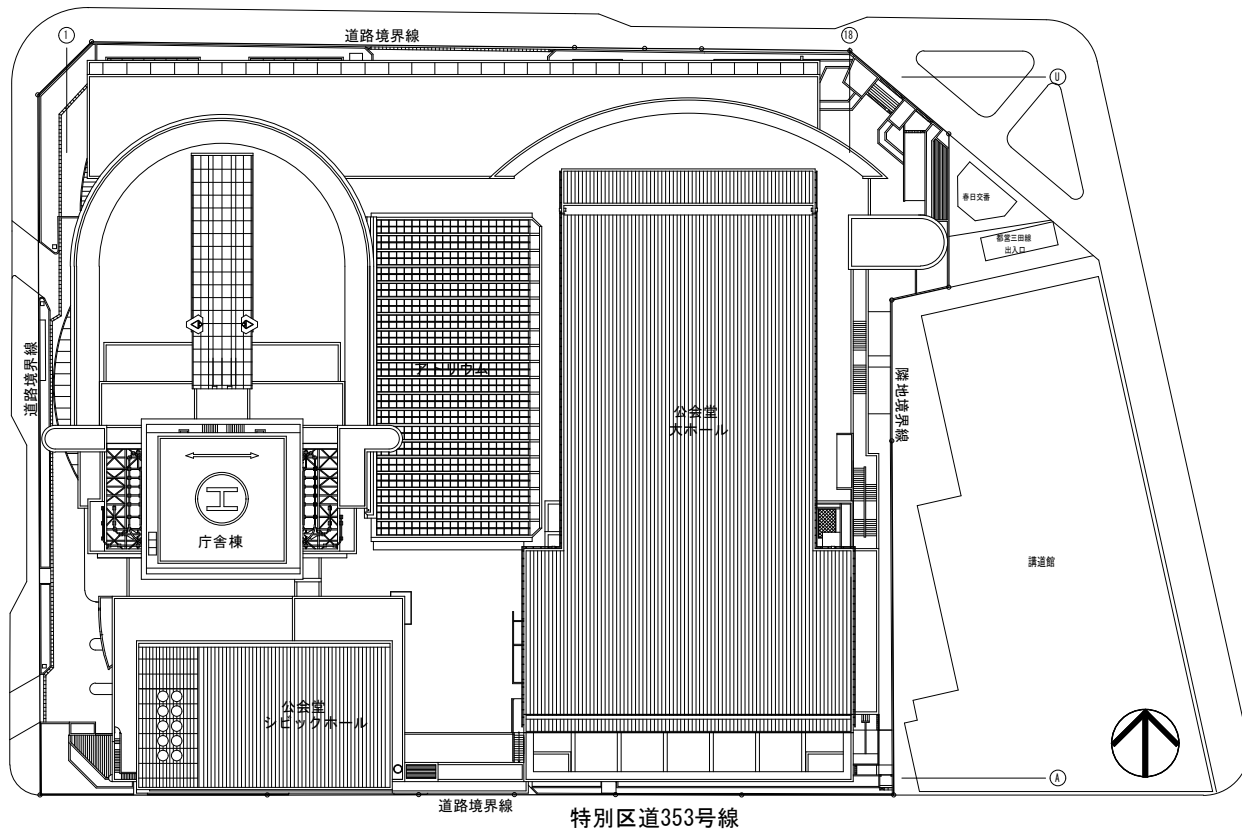 道路境界線
1
18
U
春日交番
都営三田線
出入口
道路境界線
アトリウム
隣地境界線
公会堂
大ホール
庁舎棟
講道館
公会堂
シビックホール
A
道路境界線
特別区道353号線